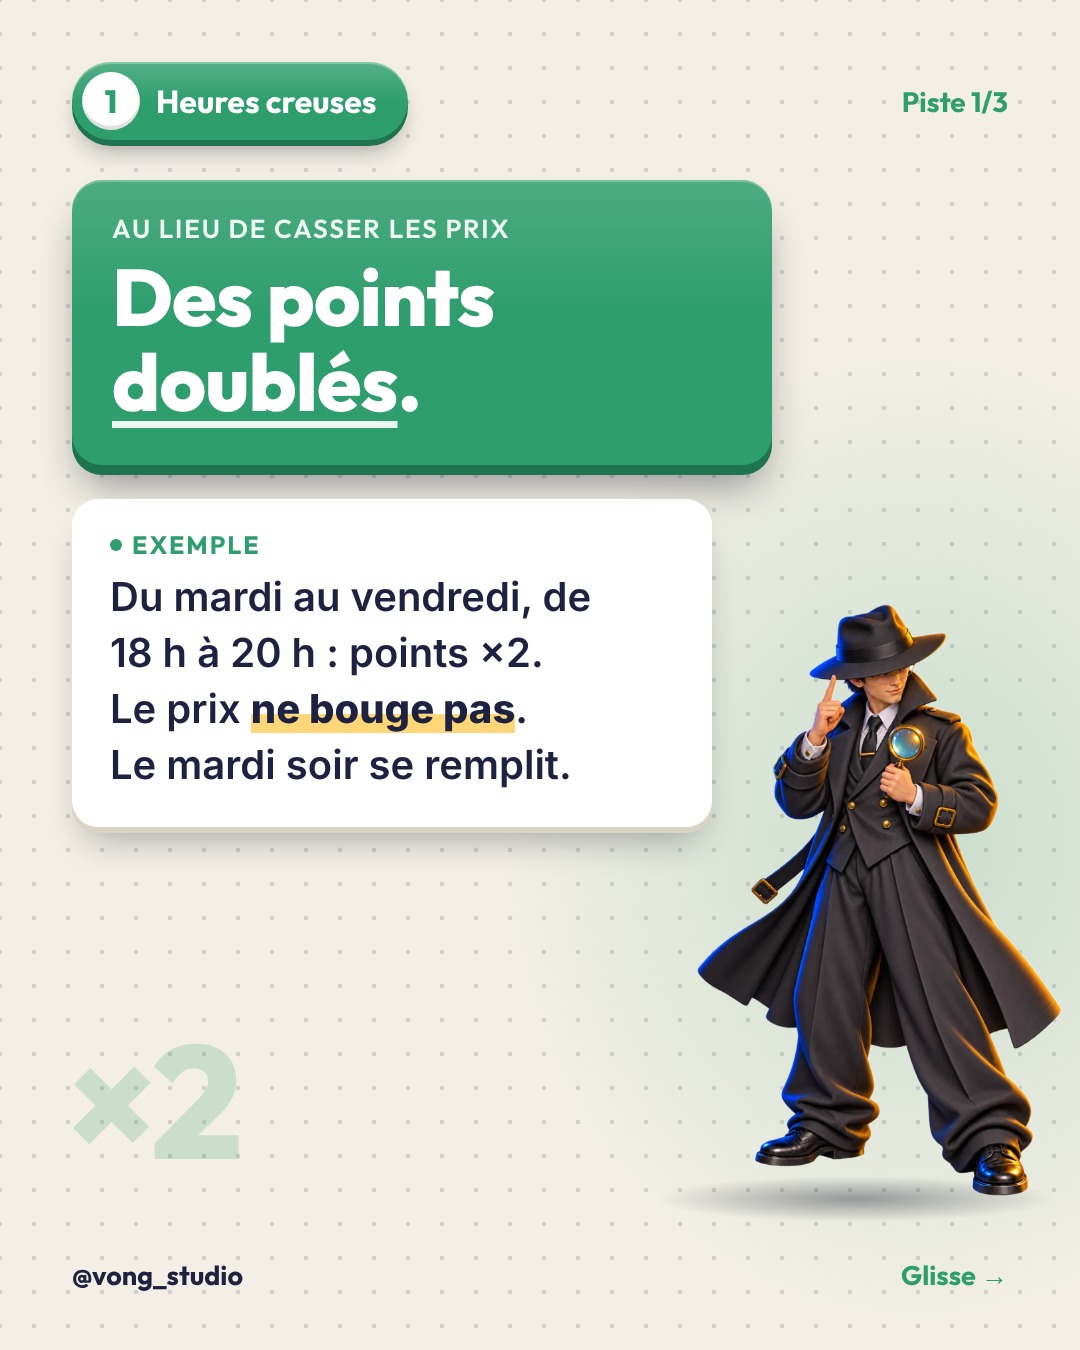 1 Heures creuses
Piste 1/3
AU LIEU DE CASSER LES PRIX
Des points
doublés.
• EXEMPLE
Du mardi au vendredi, de
18 h à 20 h : points ×2.
Le prix ne bouge pas.
Le mardi soir se remplit.
×2
@vong_studio
Glisse →